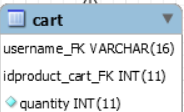 cart
username_FK VARCHAR(16)
idproduct_cart_FK INT(11)
quantity INT(11)